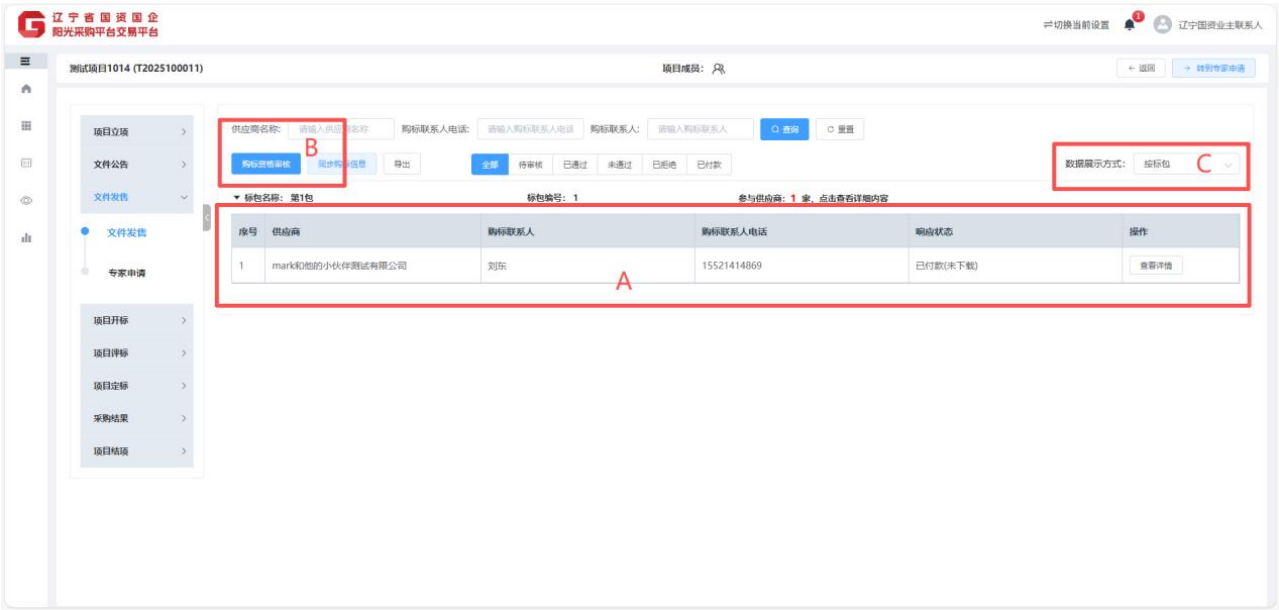 辽宁省国资国企
阳光采购平台交易平台
切换当前设置 1 辽宁国资业主联系人
测试项目1014 (T2025100011) 项目成员： ← 返回 → 转到专家申请
项目立项
文件公告
文件发售
文件发售
专家申请
项目开标
项目评标
项目定标
采购结果
项目结项
供应商名称： 请输入供应商名称 购标联系人电话： 请输入购标联系人电话 购标联系人： 请输入购标联系人 查询 重置
B
购标资格审核 同步购标信息 导出 全部 待审核 已通过 未通过 已拒绝 已付款 数据展示方式： 按标包 C
标包名称： 第1包 标包编号： 1 参与供应商： 1 家，点击查看详细内容
序号 供应商 购标联系人 购标联系人电话 响应状态 操作
1 mark和他的小伙伴测试有限公司 刘东 15521414869 已付款(未下载) 查看详情
A